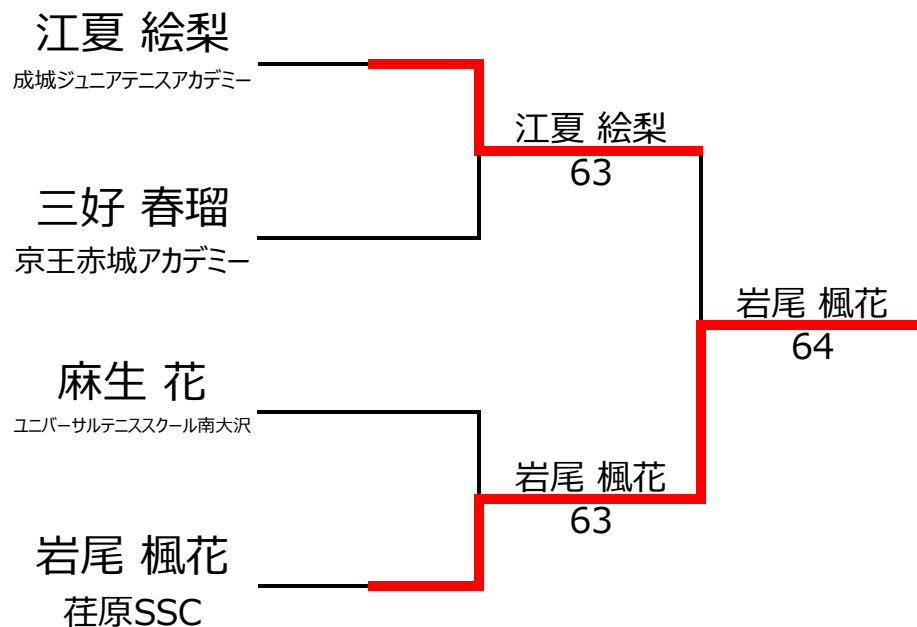 江夏 絵梨
成城ジュニアテニスアカデミー
三好 春瑠
京王赤城アカデミー
麻生 花
ユニバーサルテニススクール南大沢
岩尾 楓花
荏原SSC
江夏 絵梨
63
岩尾 楓花
63
岩尾 楓花
64